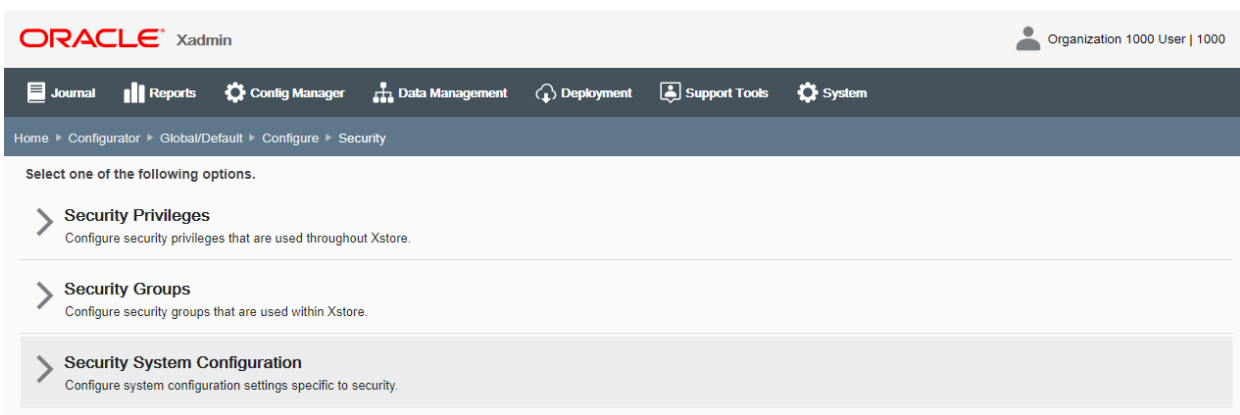 ORACLE® Xadmin
Organization 1000 User | 1000
Journal Reports Config Manager Data Management Deployment Support Tools System
Home ▸ Configurator ▸ Global/Default ▸ Configure ▸ Security
Select one of the following options.
Security Privileges
Configure security privileges that are used throughout Xstore.
Security Groups
Configure security groups that are used within Xstore.
Security System Configuration
Configure system configuration settings specific to security.